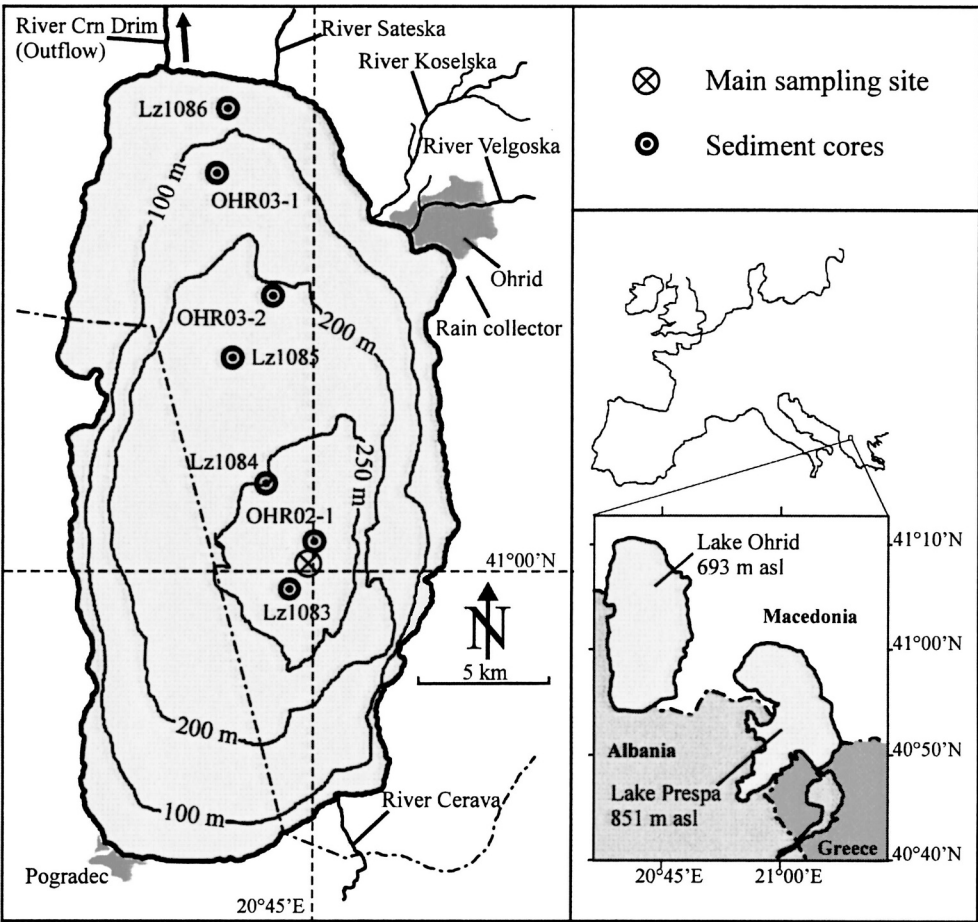 River Crn Drim
(Outflow)
River Sateska
River Koselska
Lz1086
River Velgoska
100 m
OHR03-1
Ohrid
OHR03-2
200 m
Rain collector
Lz1085
Lz1084
250 m
OHR02-1
41°00'N
Lz1083
N
5 km
200 m
River Cerava
100 m
Pogradec
20°45'E
Main sampling site
Sediment cores
Lake Ohrid
693 m asl
41°10'N
Macedonia
41°00'N
Albania
40°50'N
Lake Prespa
851 m asl
Greece
40°40'N
20°45'E
21°00'E